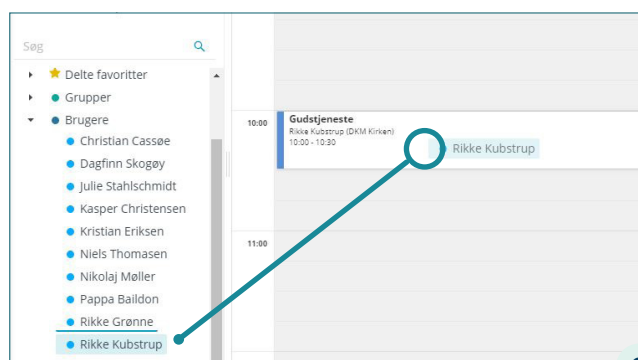 Søg
Delte favoritter
Grupper
Brugere
Christian Cassøe
Dagfinn Skogøy
Julie Stahlschmidt
Kasper Christensen
Kristian Eriksen
Niels Thomasen
Nikolaj Møller
Pappa Baildon
Rikke Grønne
Rikke Kubstrup
10:00
Gudstjeneste
Rikke Kubstrup (DKM Kirken)
10:00 - 10:30
Rikke Kubstrup
11:00